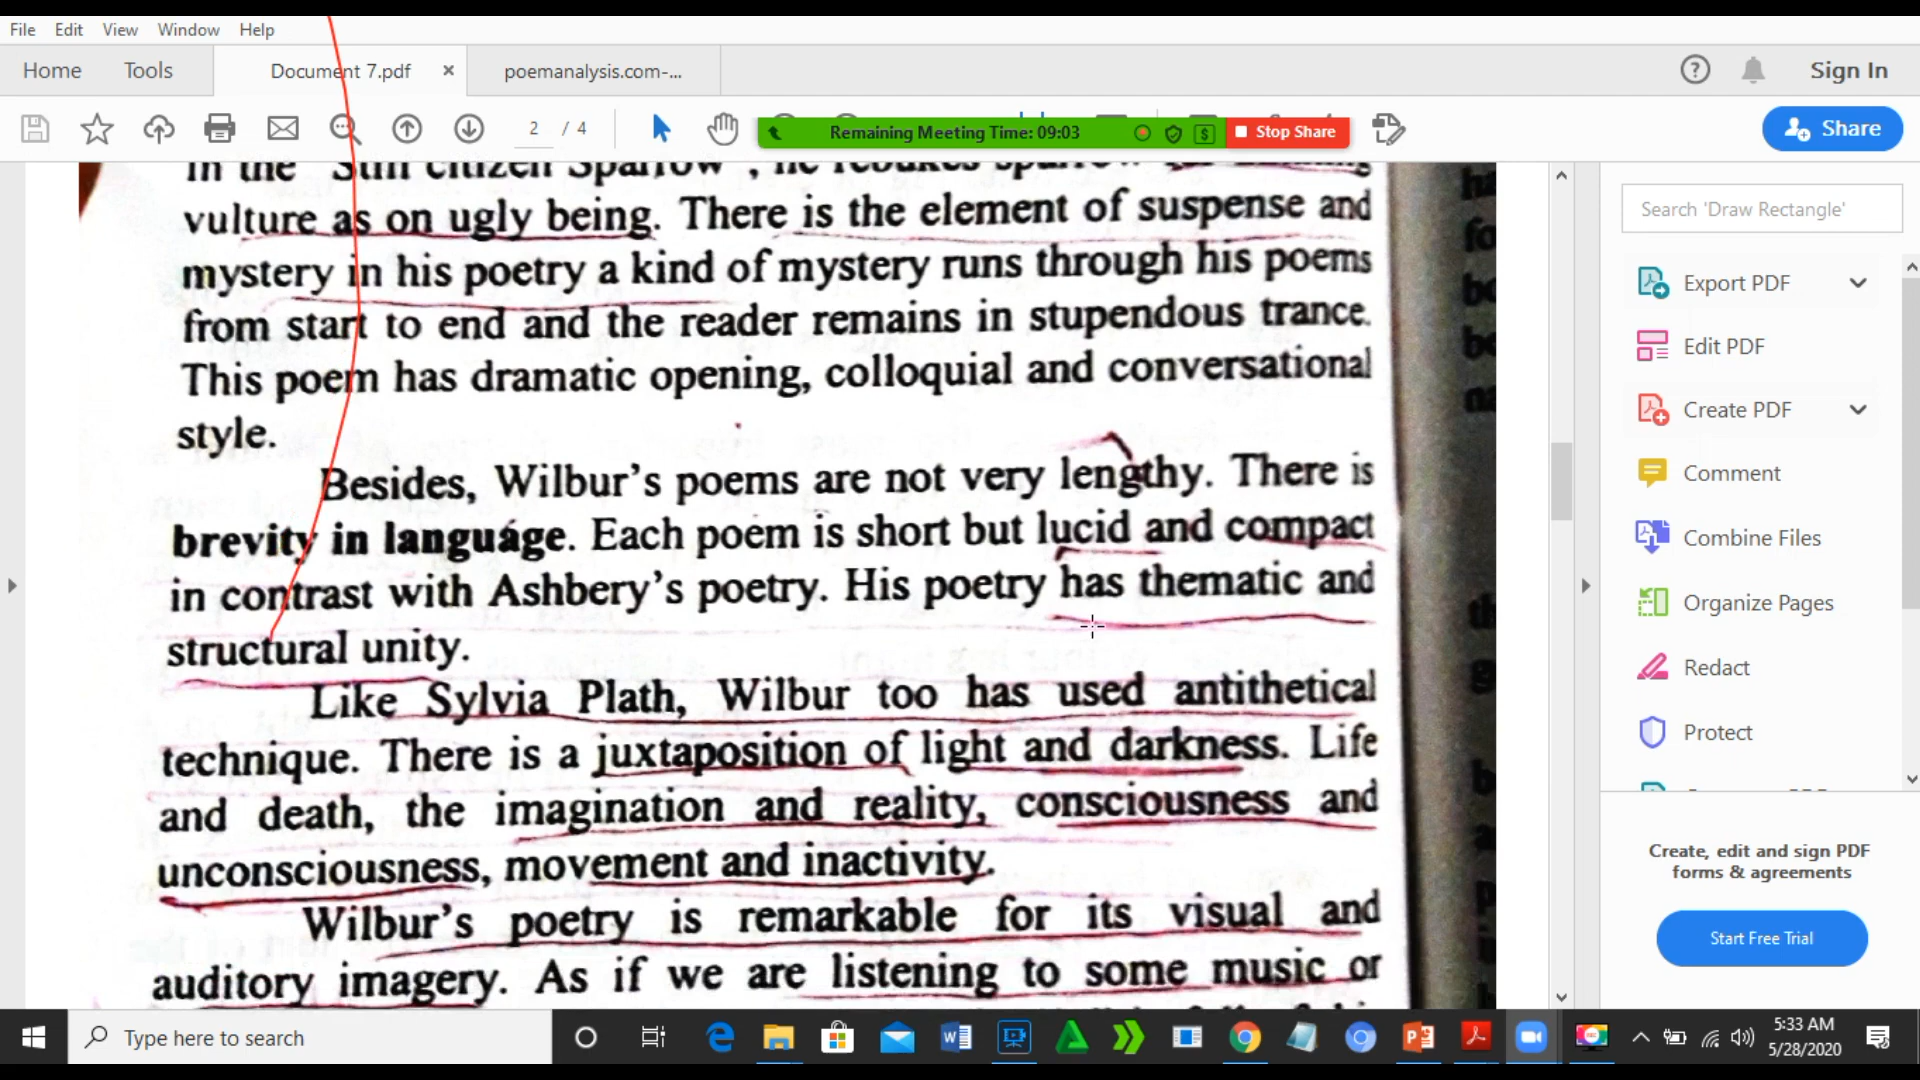 File Edit View Window Help
Home Tools Document 7.pdf × poemanalysis.com-... Sign In
2 / 4 Remaining Meeting Time: 09:03 Stop Share Share
In the "Still citizen Sparrow", he rebukes sparrow
vulture as on ugly being. There is the element of suspense and
mystery in his poetry a kind of mystery runs through his poems
from start to end and the reader remains in stupendous trance.
This poem has dramatic opening, colloquial and conversational
style.
Besides, Wilbur's poems are not very lengthy. There is
brevity in language. Each poem is short but lucid and compact
in contrast with Ashbery's poetry. His poetry has thematic and
structural unity.
Like Sylvia Plath, Wilbur too has used antithetical
technique. There is a juxtaposition of light and darkness. Life
and death, the imagination and reality, consciousness and
unconsciousness, movement and inactivity.
Wilbur's poetry is remarkable for its visual and
auditory imagery. As if we are listening to some music or
Search 'Draw Rectangle'
Export PDF
Edit PDF
Create PDF
Comment
Combine Files
Organize Pages
Redact
Protect
Create, edit and sign PDF
forms & agreements
Start Free Trial
Type here to search
5:33 AM
5/28/2020